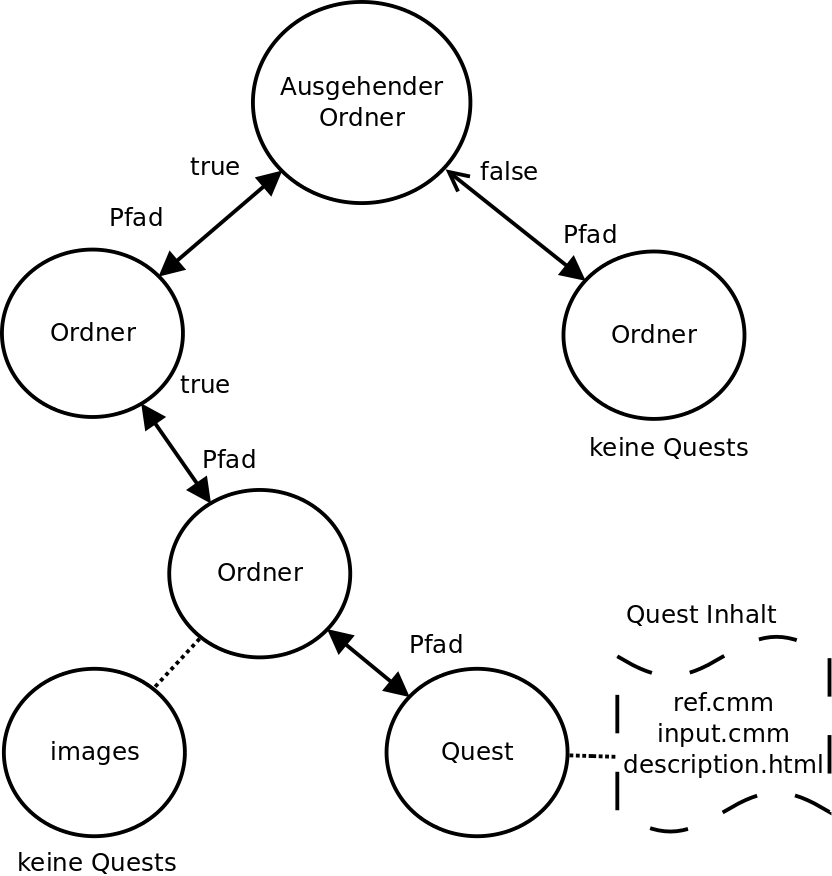 Ausgehender
Ordner
true
false
Pfad
Pfad
Ordner
Ordner
true
keine Quests
Pfad
Ordner
Quest Inhalt
Pfad
ref.cmm
input.cmm
description.html
images
Quest
keine Quests